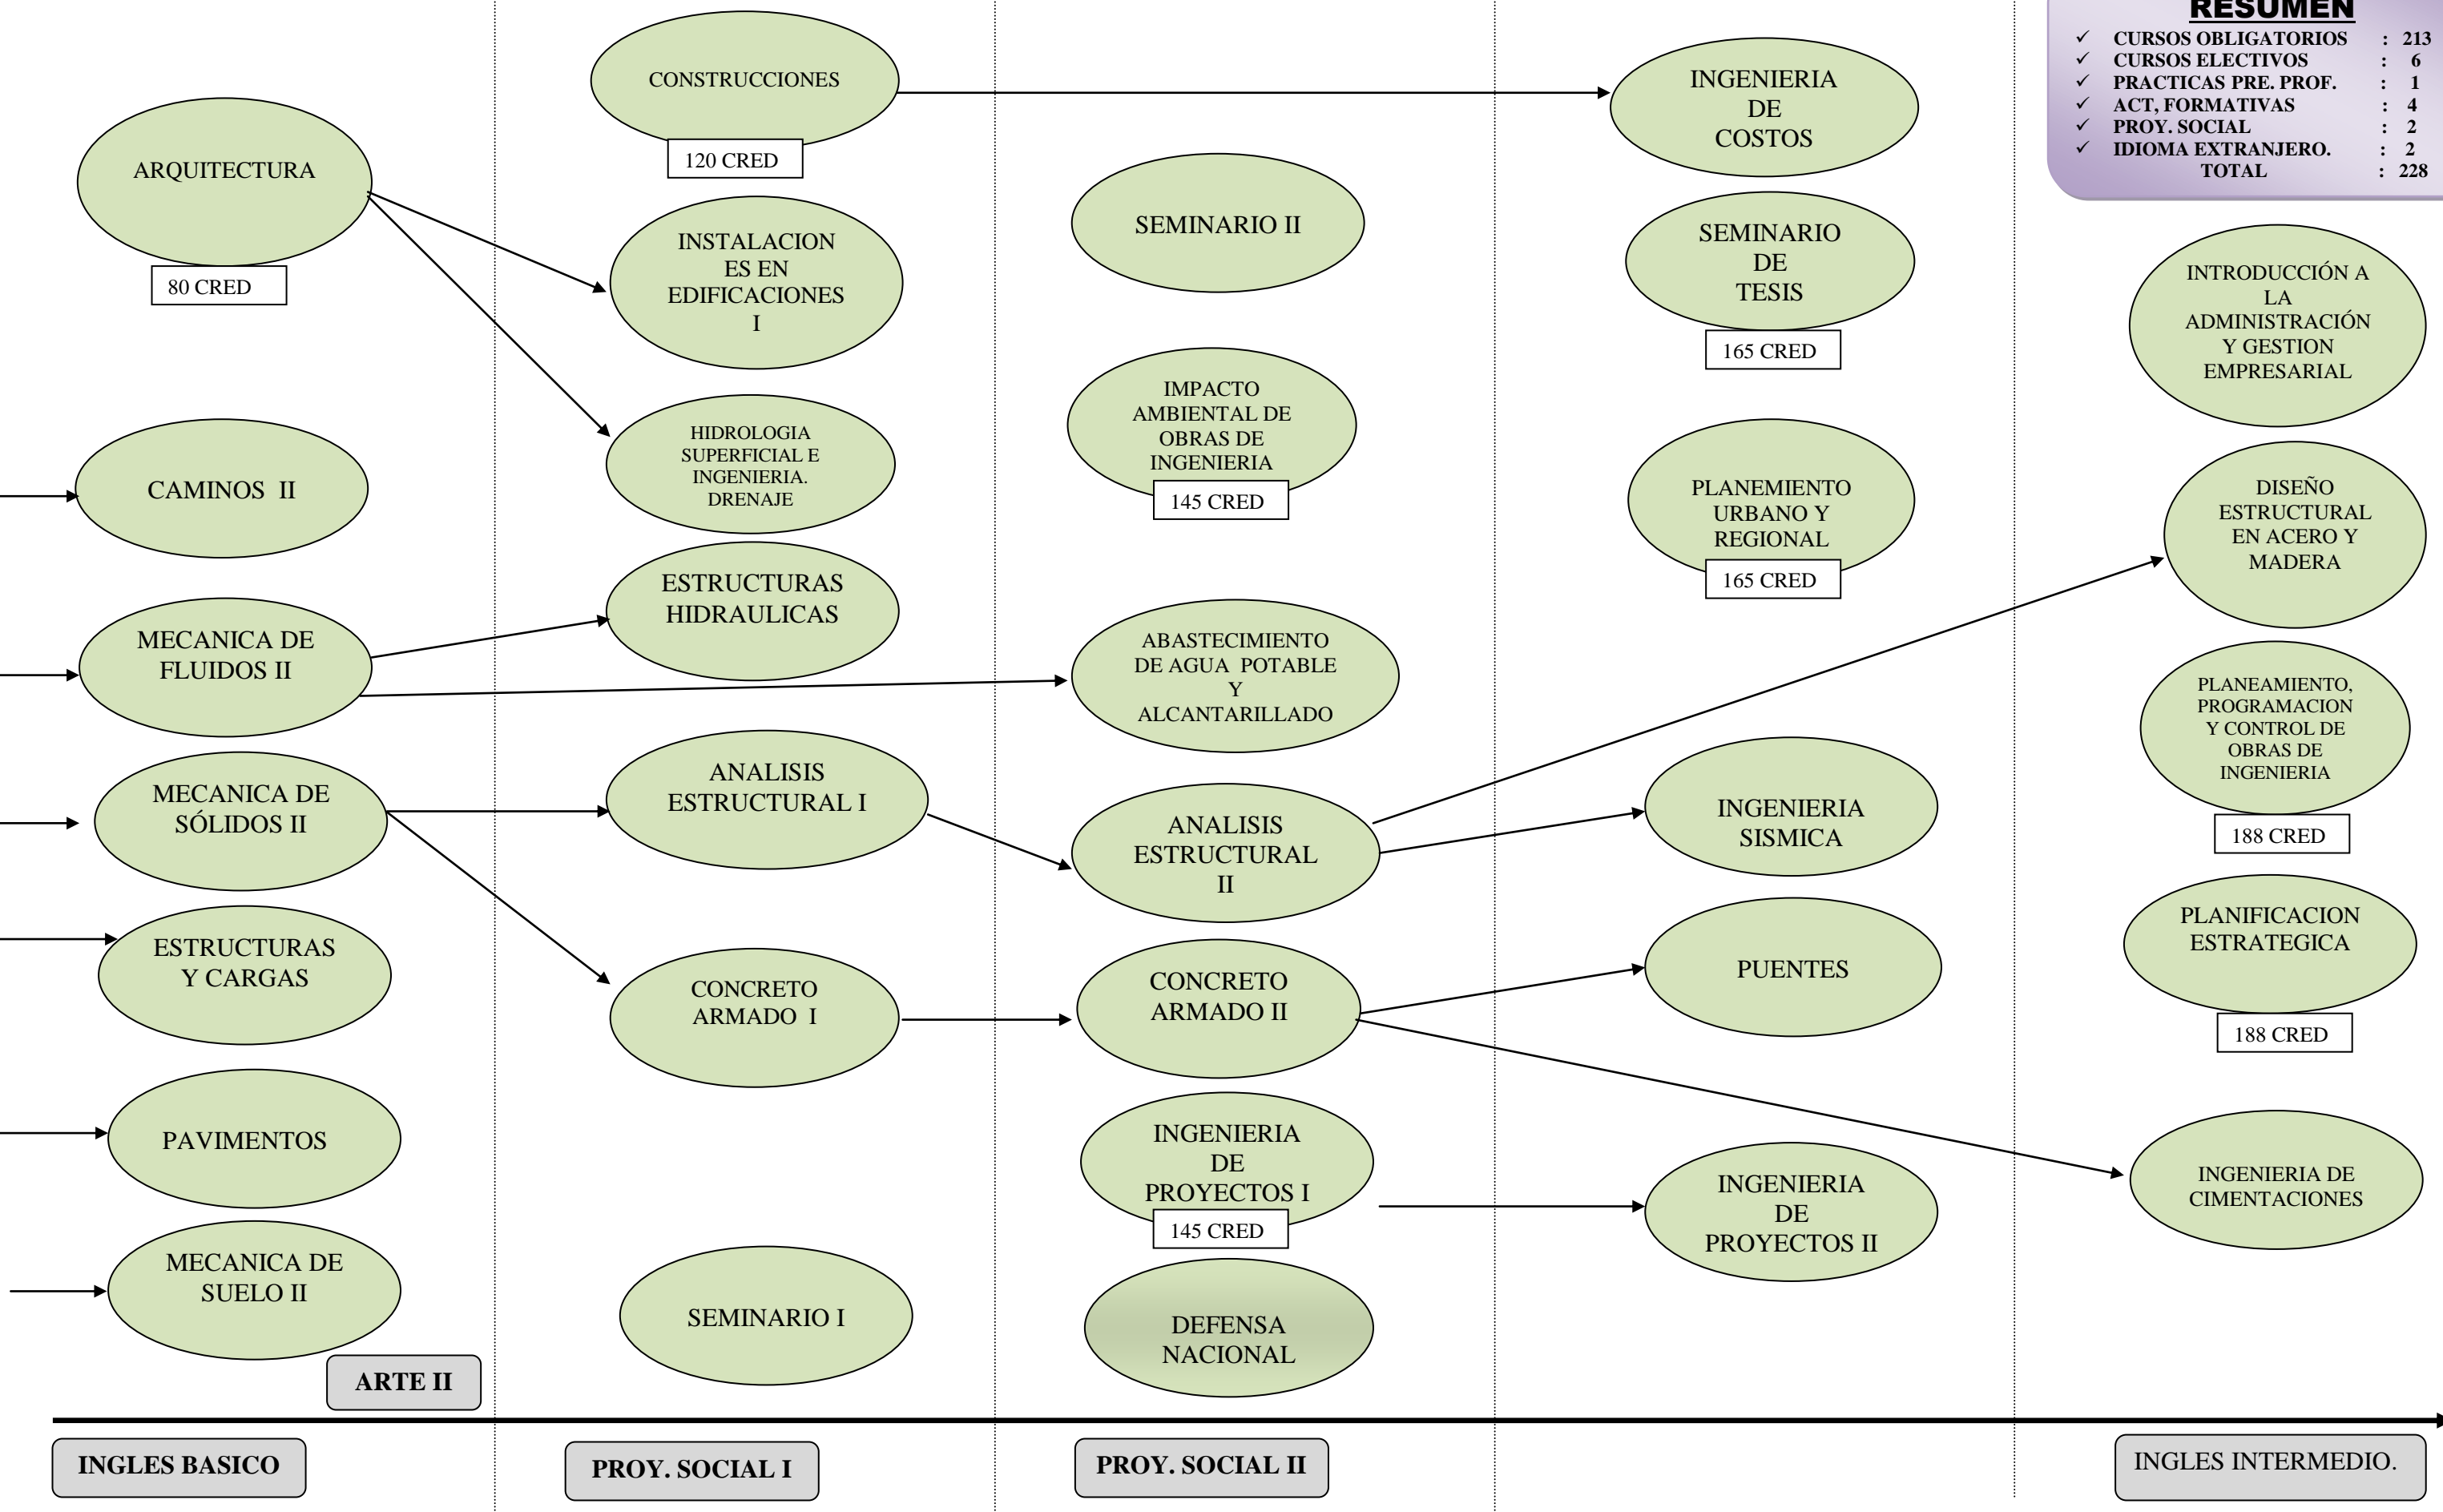 ARQUITECTURA
80 CRED
CAMINOS II
MECANICA DE
FLUIDOS II
MECANICA DE
SÓLIDOS II
ESTRUCTURAS
Y CARGAS
PAVIMENTOS
MECANICA DE
SUELO II
ARTE II
INGLES BASICO
CONSTRUCCIONES
120 CRED
INSTALACION
ES EN
EDIFICACIONES
I
HIDROLOGIA
SUPERFICIAL E
INGENIERIA.
DRENAJE
ESTRUCTURAS
HIDRAULICAS
ANALISIS
ESTRUCTURAL I
CONCRETO
ARMADO I
SEMINARIO I
PROY. SOCIAL I
SEMINARIO II
IMPACTO
AMBIENTAL DE
OBRAS DE
INGENIERIA
145 CRED
ABASTECIMIENTO
DE AGUA POTABLE
Y
ALCANTARILLADO
ANALISIS
ESTRUCTURAL
II
CONCRETO
ARMADO II
INGENIERIA
DE
PROYECTOS I
145 CRED
DEFENSA
NACIONAL
PROY. SOCIAL II
INGENIERIA
DE
COSTOS
SEMINARIO
DE
TESIS
165 CRED
PLANEMIENTO
URBANO Y
REGIONAL
165 CRED
INGENIERIA
SISMICA
PUENTES
INGENIERIA
DE
PROYECTOS II
RESUMEN
✓ CURSOS OBLIGATORIOS : 213
✓ CURSOS ELECTIVOS : 6
✓ PRACTICAS PRE. PROF. : 1
✓ ACT, FORMATIVAS : 4
✓ PROY. SOCIAL : 2
✓ IDIOMA EXTRANJERO. : 2
TOTAL : 228
INTRODUCCIÓN A
LA
ADMINISTRACIÓN
Y GESTION
EMPRESARIAL
DISEÑO
ESTRUCTURAL
EN ACERO Y
MADERA
PLANEAMIENTO,
PROGRAMACION
Y CONTROL DE
OBRAS DE
INGENIERIA
188 CRED
PLANIFICACION
ESTRATEGICA
188 CRED
INGENIERIA DE
CIMENTACIONES
INGLES INTERMEDIO.